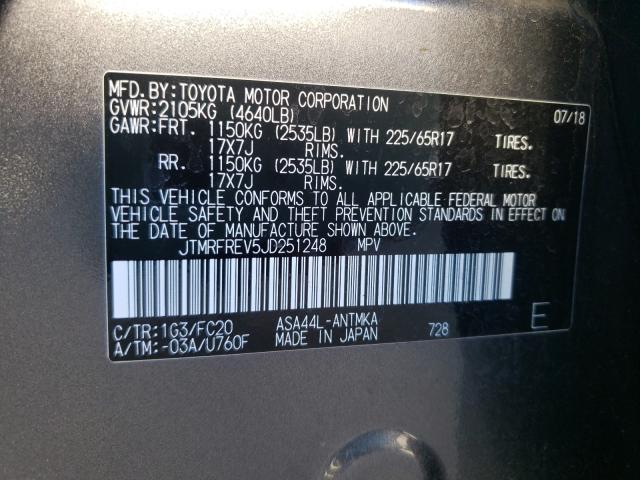 MFD.BY:TOYOTA MOTOR CORPORATION 07/18
GVWR:2105KG (4640LB)
GAWR:FRT. 1150KG (2535LB) WITH 225/65R17 TIRES.
17X7J RIMS.
RR. 1150KG (2535LB) WITH 225/65R17 TIRES.
17X7J RIMS.
THIS VEHICLE CONFORMS TO ALL APPLICABLE FEDERAL MOTOR
VEHICLE SAFETY AND THEFT PREVENTION STANDARDS IN EFFECT ON
THE DATE OF MANUFACTURE SHOWN ABOVE.
JTMRFREV5JD251248 MPV
C/TR:1G3/FC20 ASA44L-ANTMKA 728 E
A/TM:-03A/U760F MADE IN JAPAN